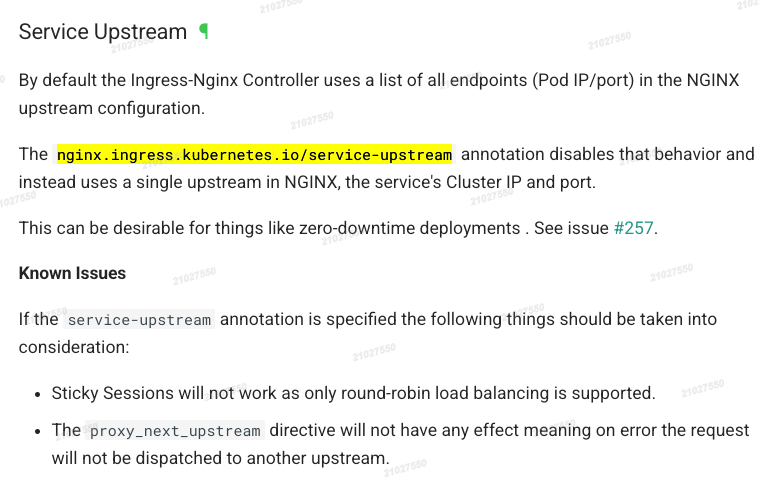 Service Upstream ¶
By default the Ingress-Nginx Controller uses a list of all endpoints (Pod IP/port) in the NGINX
upstream configuration.
The nginx.ingress.kubernetes.io/service-upstream annotation disables that behavior and
instead uses a single upstream in NGINX, the service's Cluster IP and port.
This can be desirable for things like zero-downtime deployments . See issue #257.
Known Issues
If the service-upstream annotation is specified the following things should be taken into
consideration:
• Sticky Sessions will not work as only round-robin load balancing is supported.
• The proxy_next_upstream directive will not have any effect meaning on error the request
will not be dispatched to another upstream.
21027550